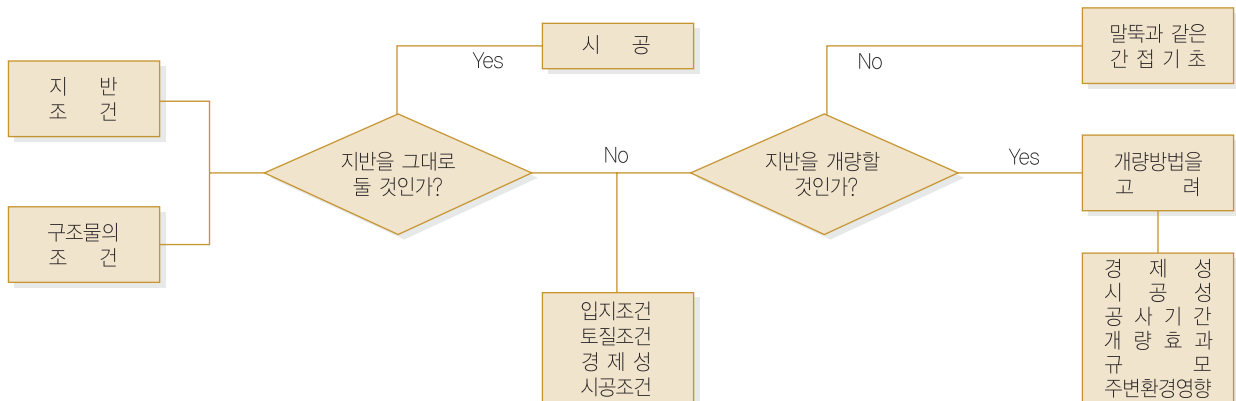 지 반
조 건
구조물의
조 건
지반을 그대로
둘 것인가?
Yes
시 공
No
입지조건
토질조건
경 제 성
시공조건
지반을 개량할
것인가?
No
말뚝과 같은
간 접 기 초
Yes
개량방법을
고 려
경 제 성
시 공 성
공 사 기 간
개 량 효 과
규 모
주변환경영향